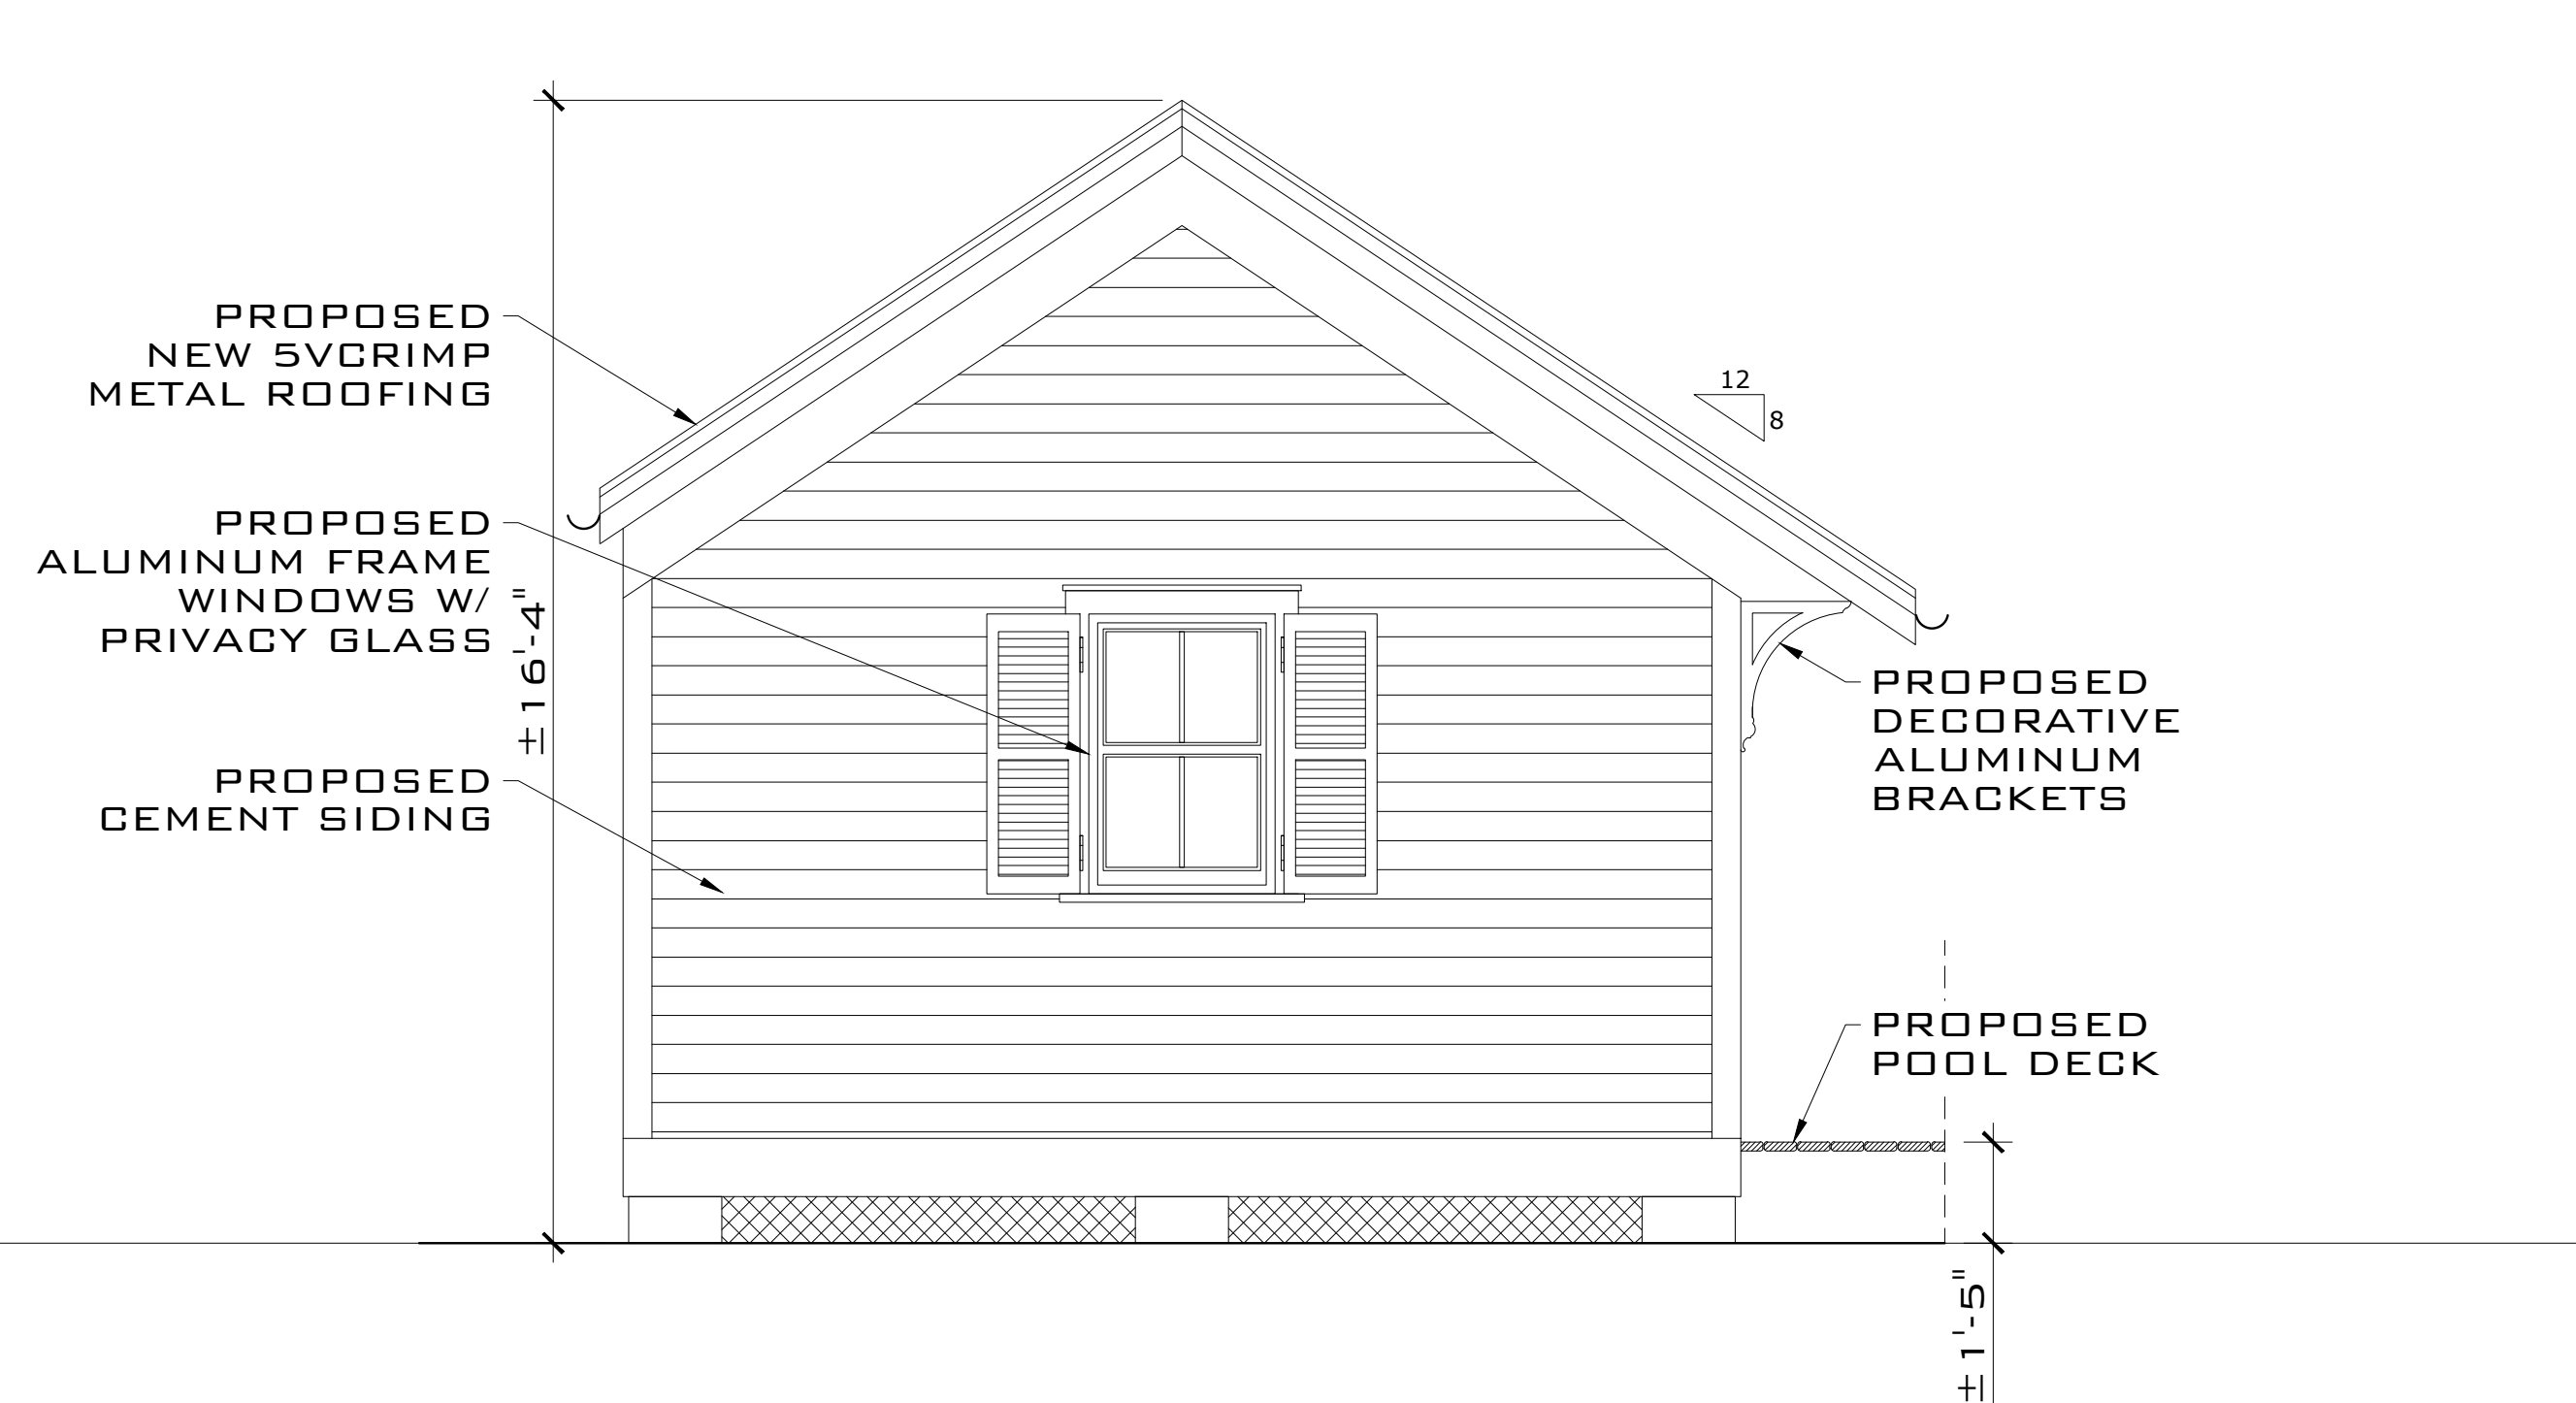 PROPOSED
NEW 5VCRIMP
METAL ROOFING
12
8
PROPOSED
ALUMINUM FRAME
WINDOWS W/
PRIVACY GLASS
±16'-4"
PROPOSED
CEMENT SIDING
PROPOSED
DECORATIVE
ALUMINUM
BRACKETS
PROPOSED
POOL DECK
±1'-5"